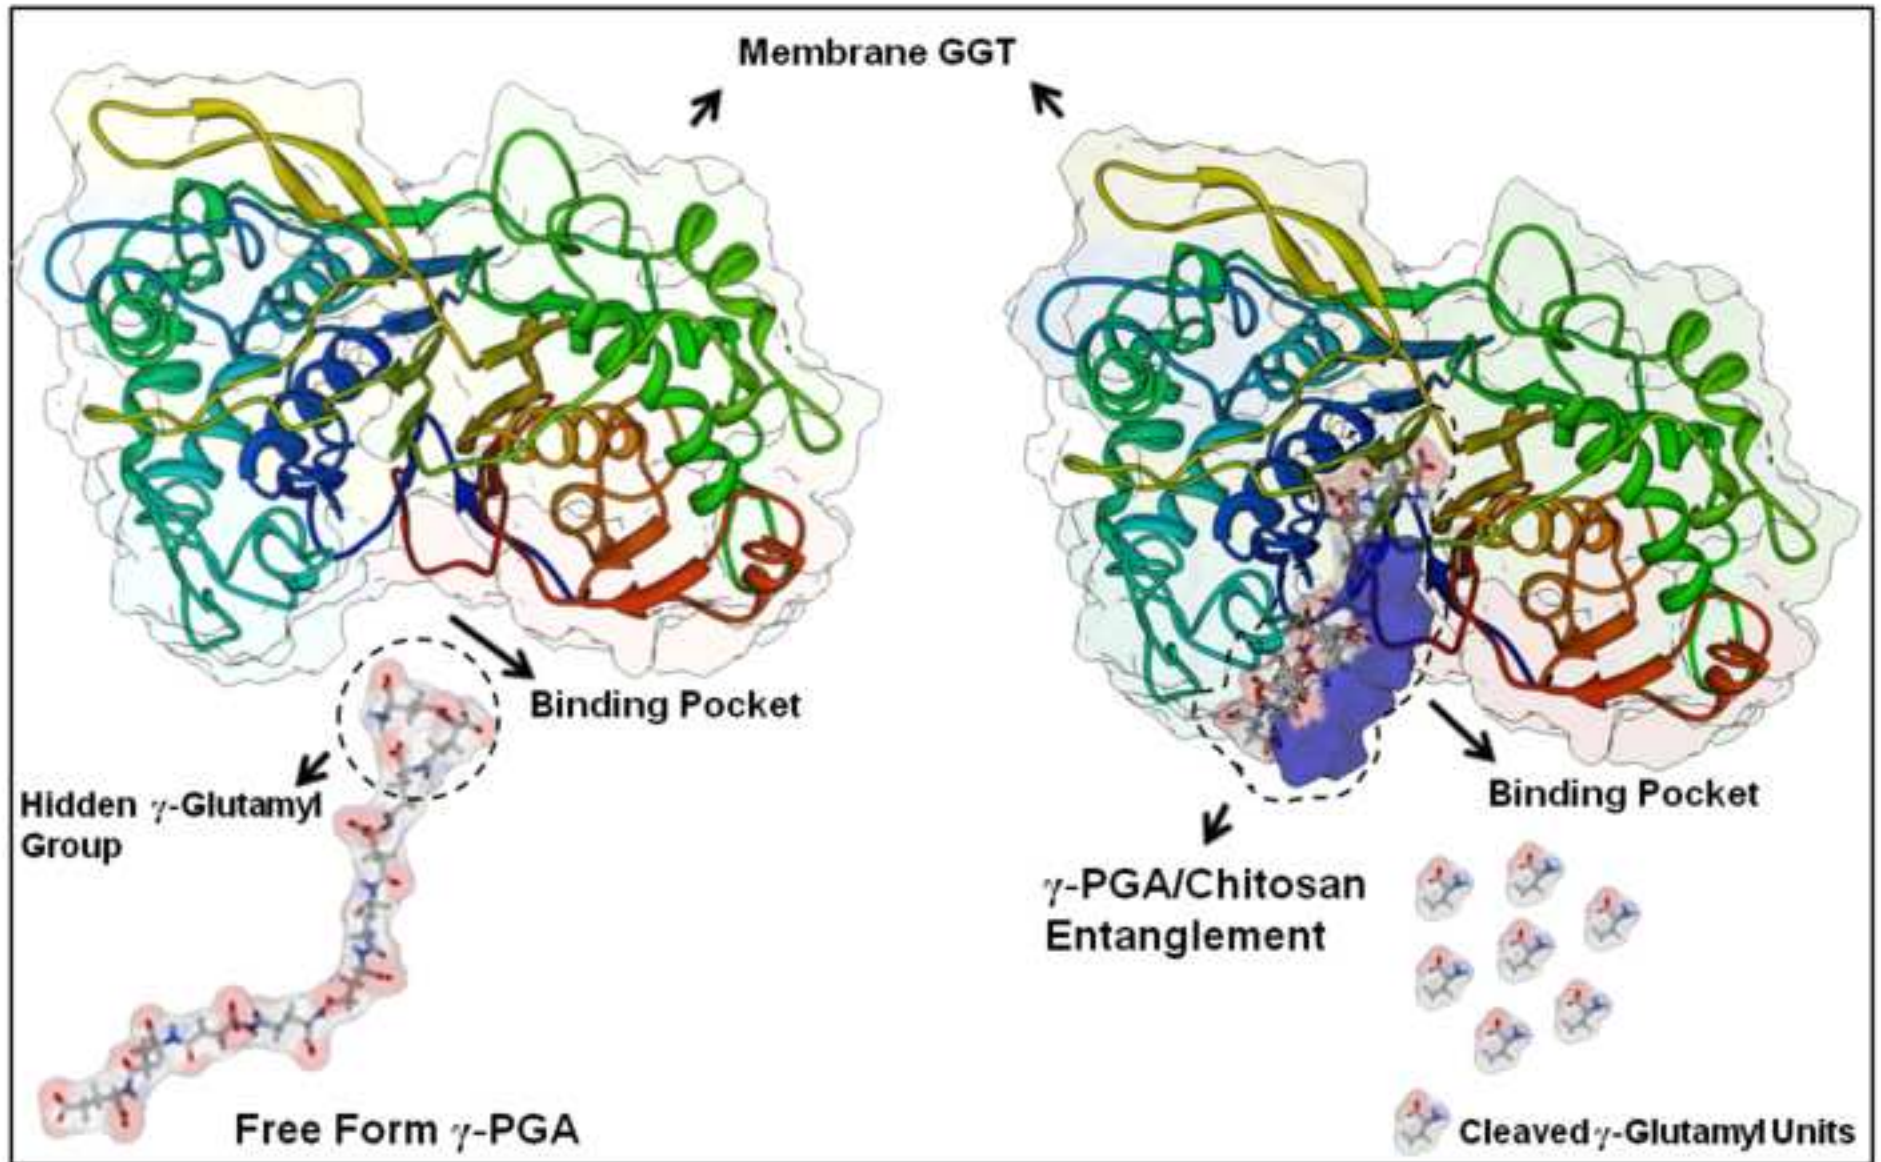 Membrane GGT
Binding Pocket
Hidden γ-Glutamyl
Group
Free Form γ-PGA
Binding Pocket
γ-PGA/Chitosan
Entanglement
Cleaved γ-Glutamyl Units